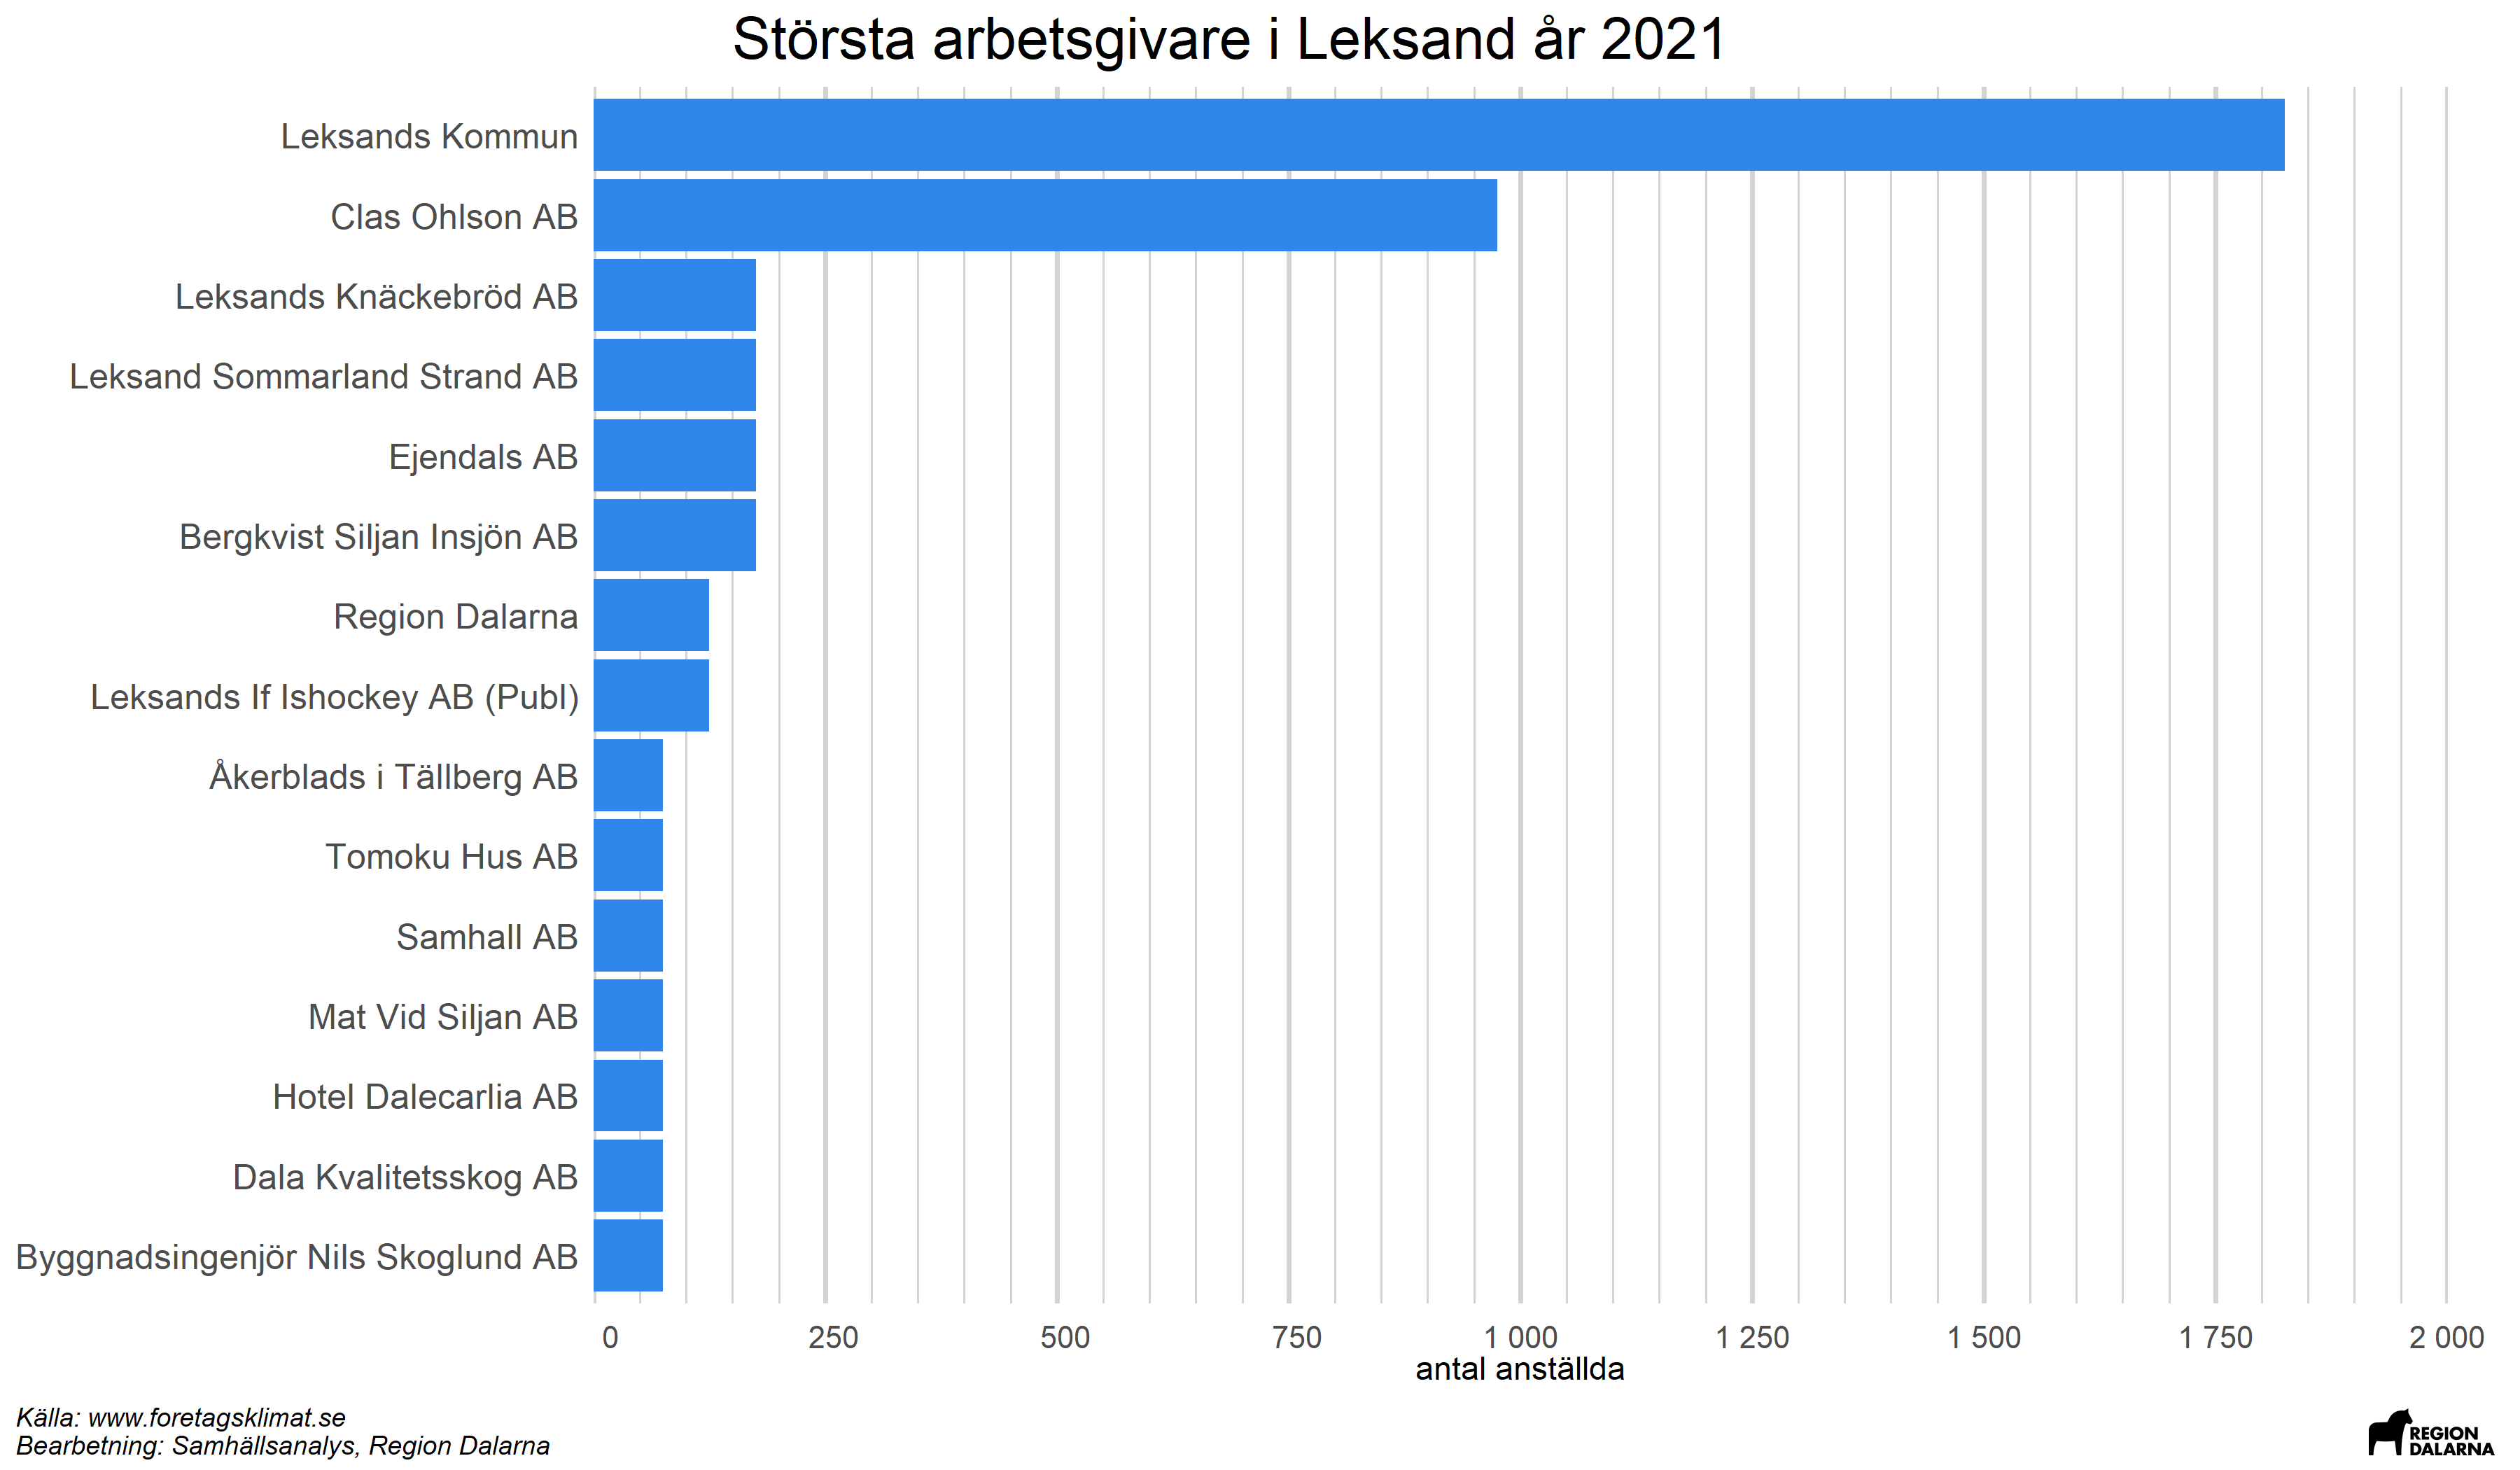 Största arbetsgivare i Leksand år 2021
Leksands Kommun
Clas Ohlson AB
Leksands Knäckebröd AB
Leksand Sommarland Strand AB
Ejendals AB
Bergkvist Siljan Insjön AB
Region Dalarna
Leksands If Ishockey AB (Publ)
Åkerblads i Tällberg AB
Tomoku Hus AB
Samhall AB
Mat Vid Siljan AB
Hotel Dalecarlia AB
Dala Kvalitetsskog AB
Byggnadsingenjör Nils Skoglund AB
0 250 500 750 1 000 1 250 1 500 1 750 2 000
antal anställda
Källa: www.foretagsklimat.se
Bearbetning: Samhällsanalys, Region Dalarna
REGION
DALARNA